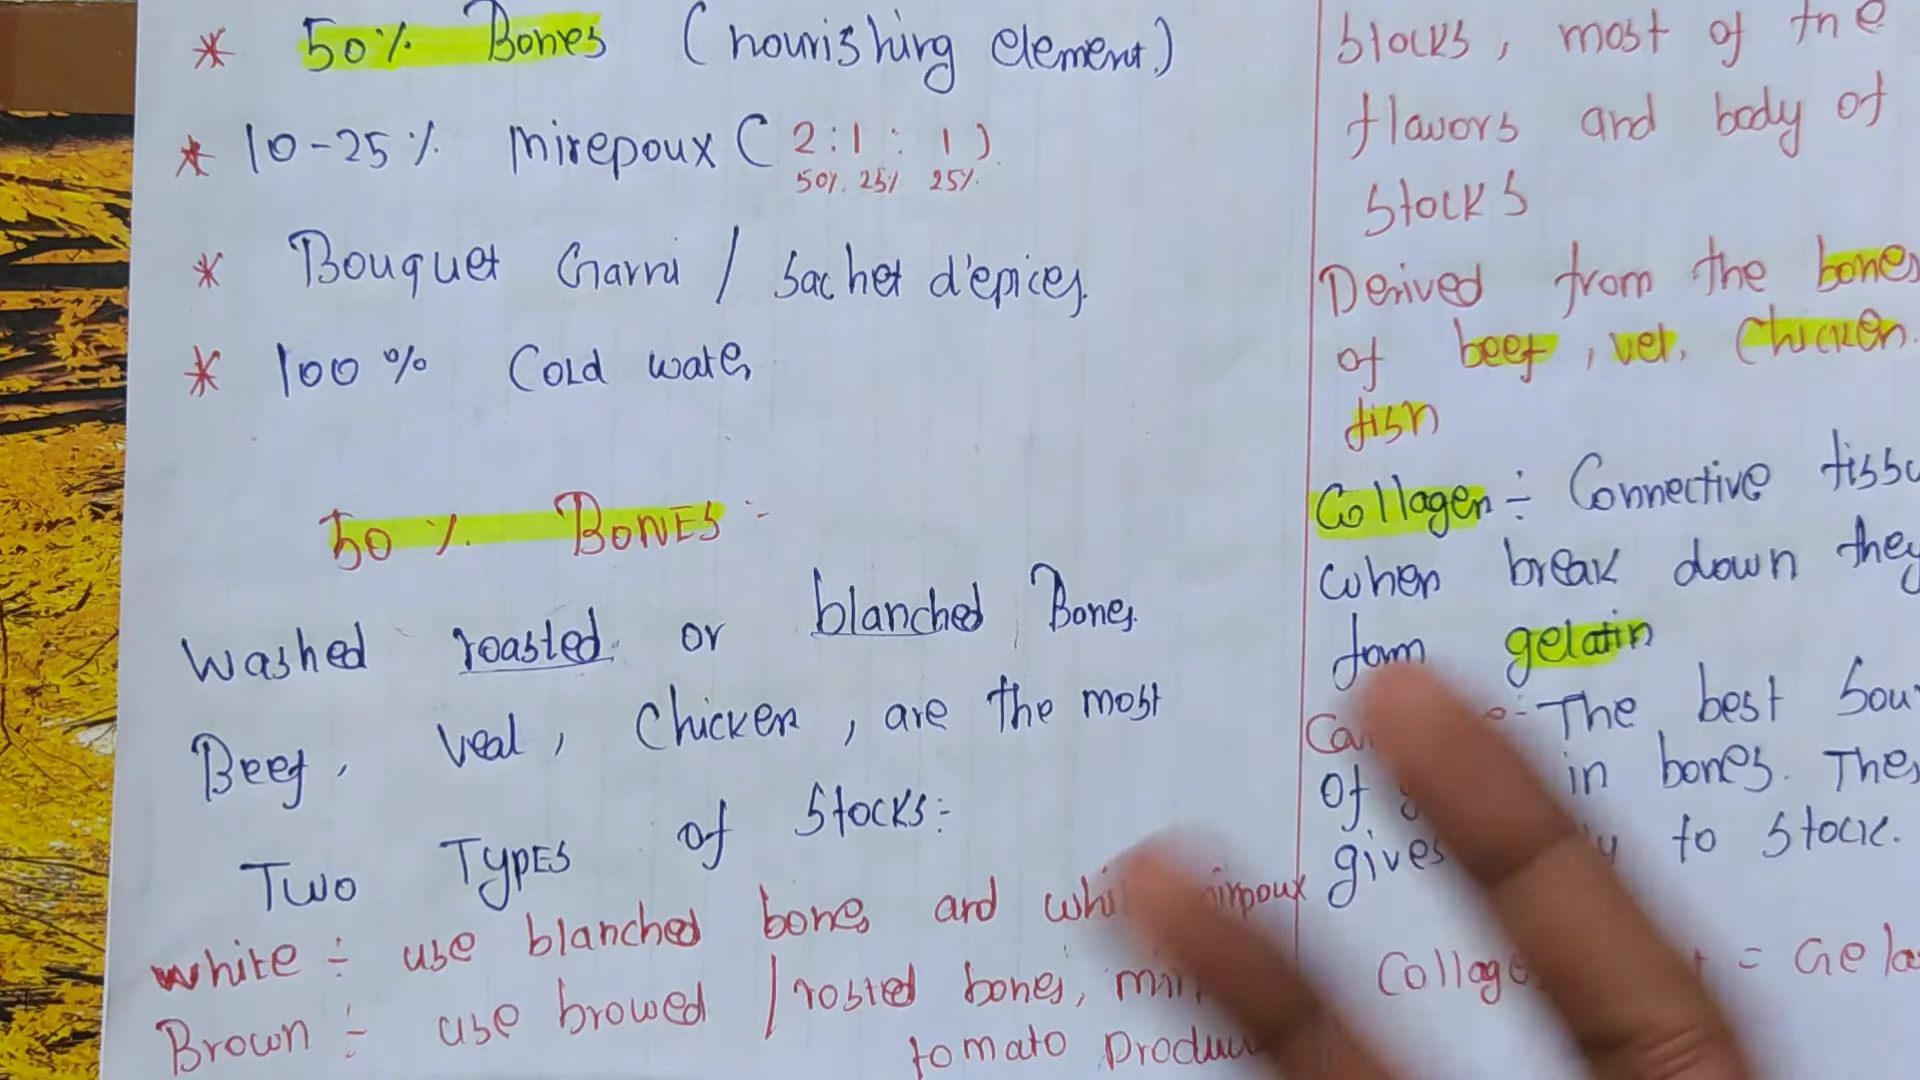 * 50% Bones (nourishing element)
* 10-25% mirepoux (2:1:1)
50%. 25% 25%.
* Bouquet Garni / Sachet d'epices
* 100% Cold water
50% BONES:-
Washed roasted or blanched Bones.
Beef, veal, Chicken, are the most
Two Types of Stocks:-
White ÷ use blanched bones and
Brown ÷ use browed / rosted bones,
tomato
blocks, most of the
flavors and body of
Stocks
Derived from the bones
of beef, vel, Chicken.
fish
Collagen ÷ Connective
when break down they
form gelatin
The best
Of in bones. The
gives to stock.
=